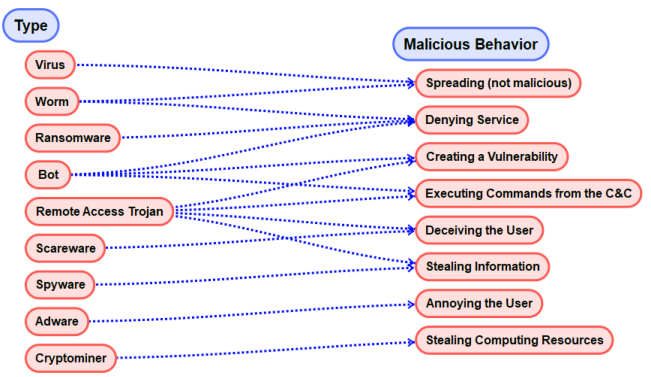 Type
Malicious Behavior
Virus
Worm
Ransomware
Bot
Remote Access Trojan
Scareware
Spyware
Adware
Cryptominer
Spreading (not malicious)
Denying Service
Creating a Vulnerability
Executing Commands from the C&C
Deceiving the User
Stealing Information
Annoying the User
Stealing Computing Resources